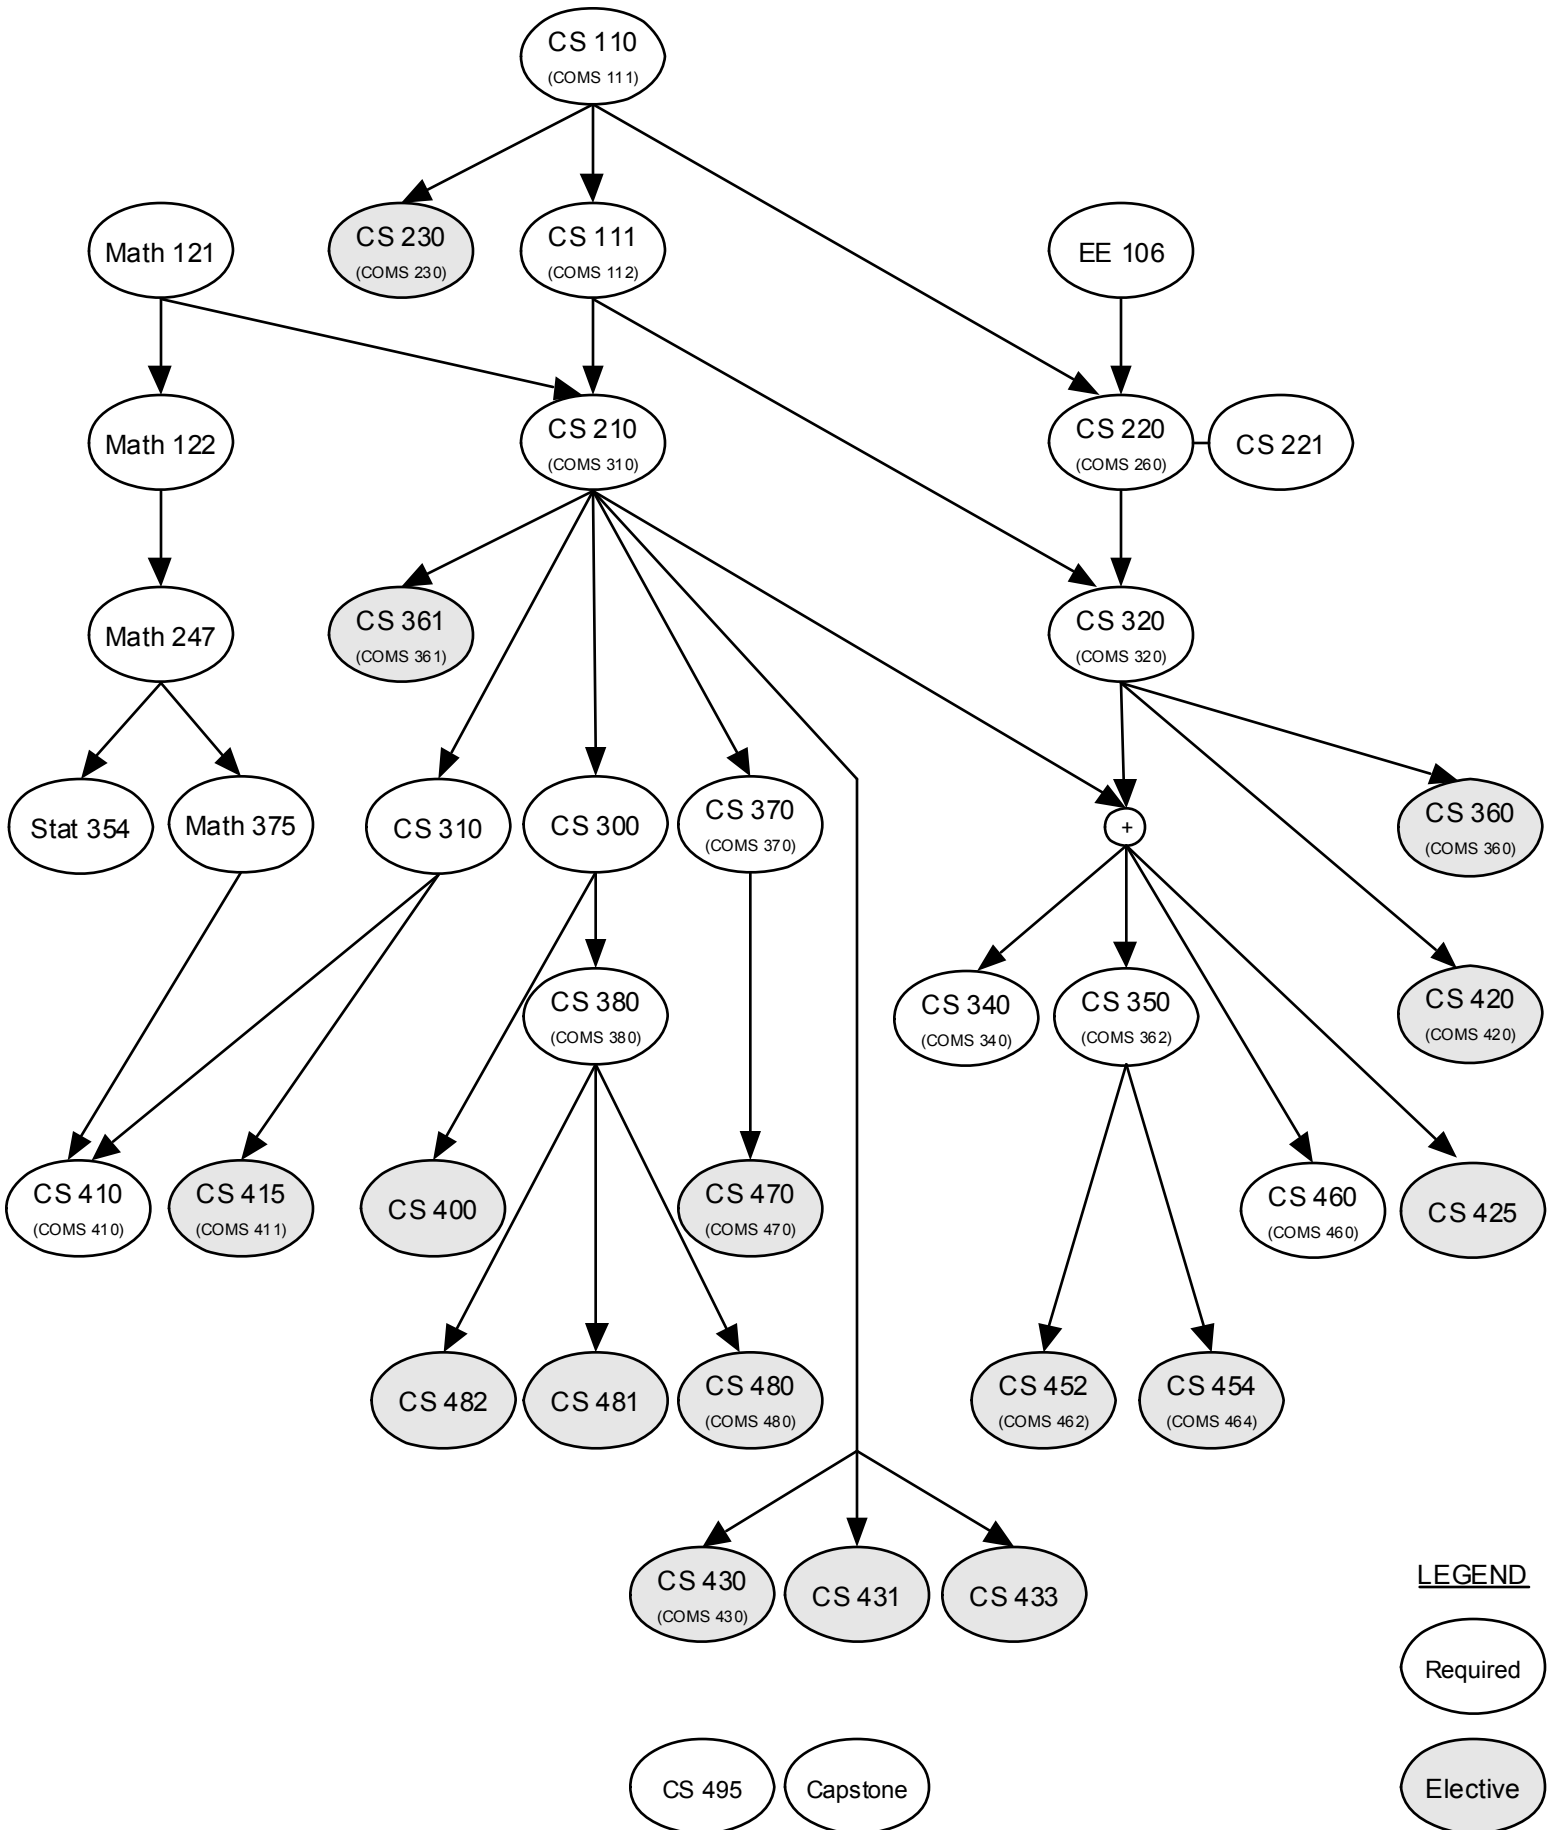 CS 110
(COMS 111)
Math 121
CS 230
(COMS 230)
CS 111
(COMS 112)
EE 106
Math 122
CS 210
(COMS 310)
CS 220
(COMS 260)
CS 221
Math 247
CS 361
(COMS 361)
CS 320
(COMS 320)
Stat 354
Math 375
CS 310
CS 300
CS 370
(COMS 370)
+
CS 360
(COMS 360)
CS 380
(COMS 380)
CS 340
(COMS 340)
CS 350
(COMS 362)
CS 420
(COMS 420)
CS 410
(COMS 410)
CS 415
(COMS 411)
CS 400
CS 470
(COMS 470)
CS 460
(COMS 460)
CS 425
CS 482
CS 481
CS 480
(COMS 480)
CS 452
(COMS 462)
CS 454
(COMS 464)
CS 430
(COMS 430)
CS 431
CS 433
LEGEND
Required
CS 495
Capstone
Elective